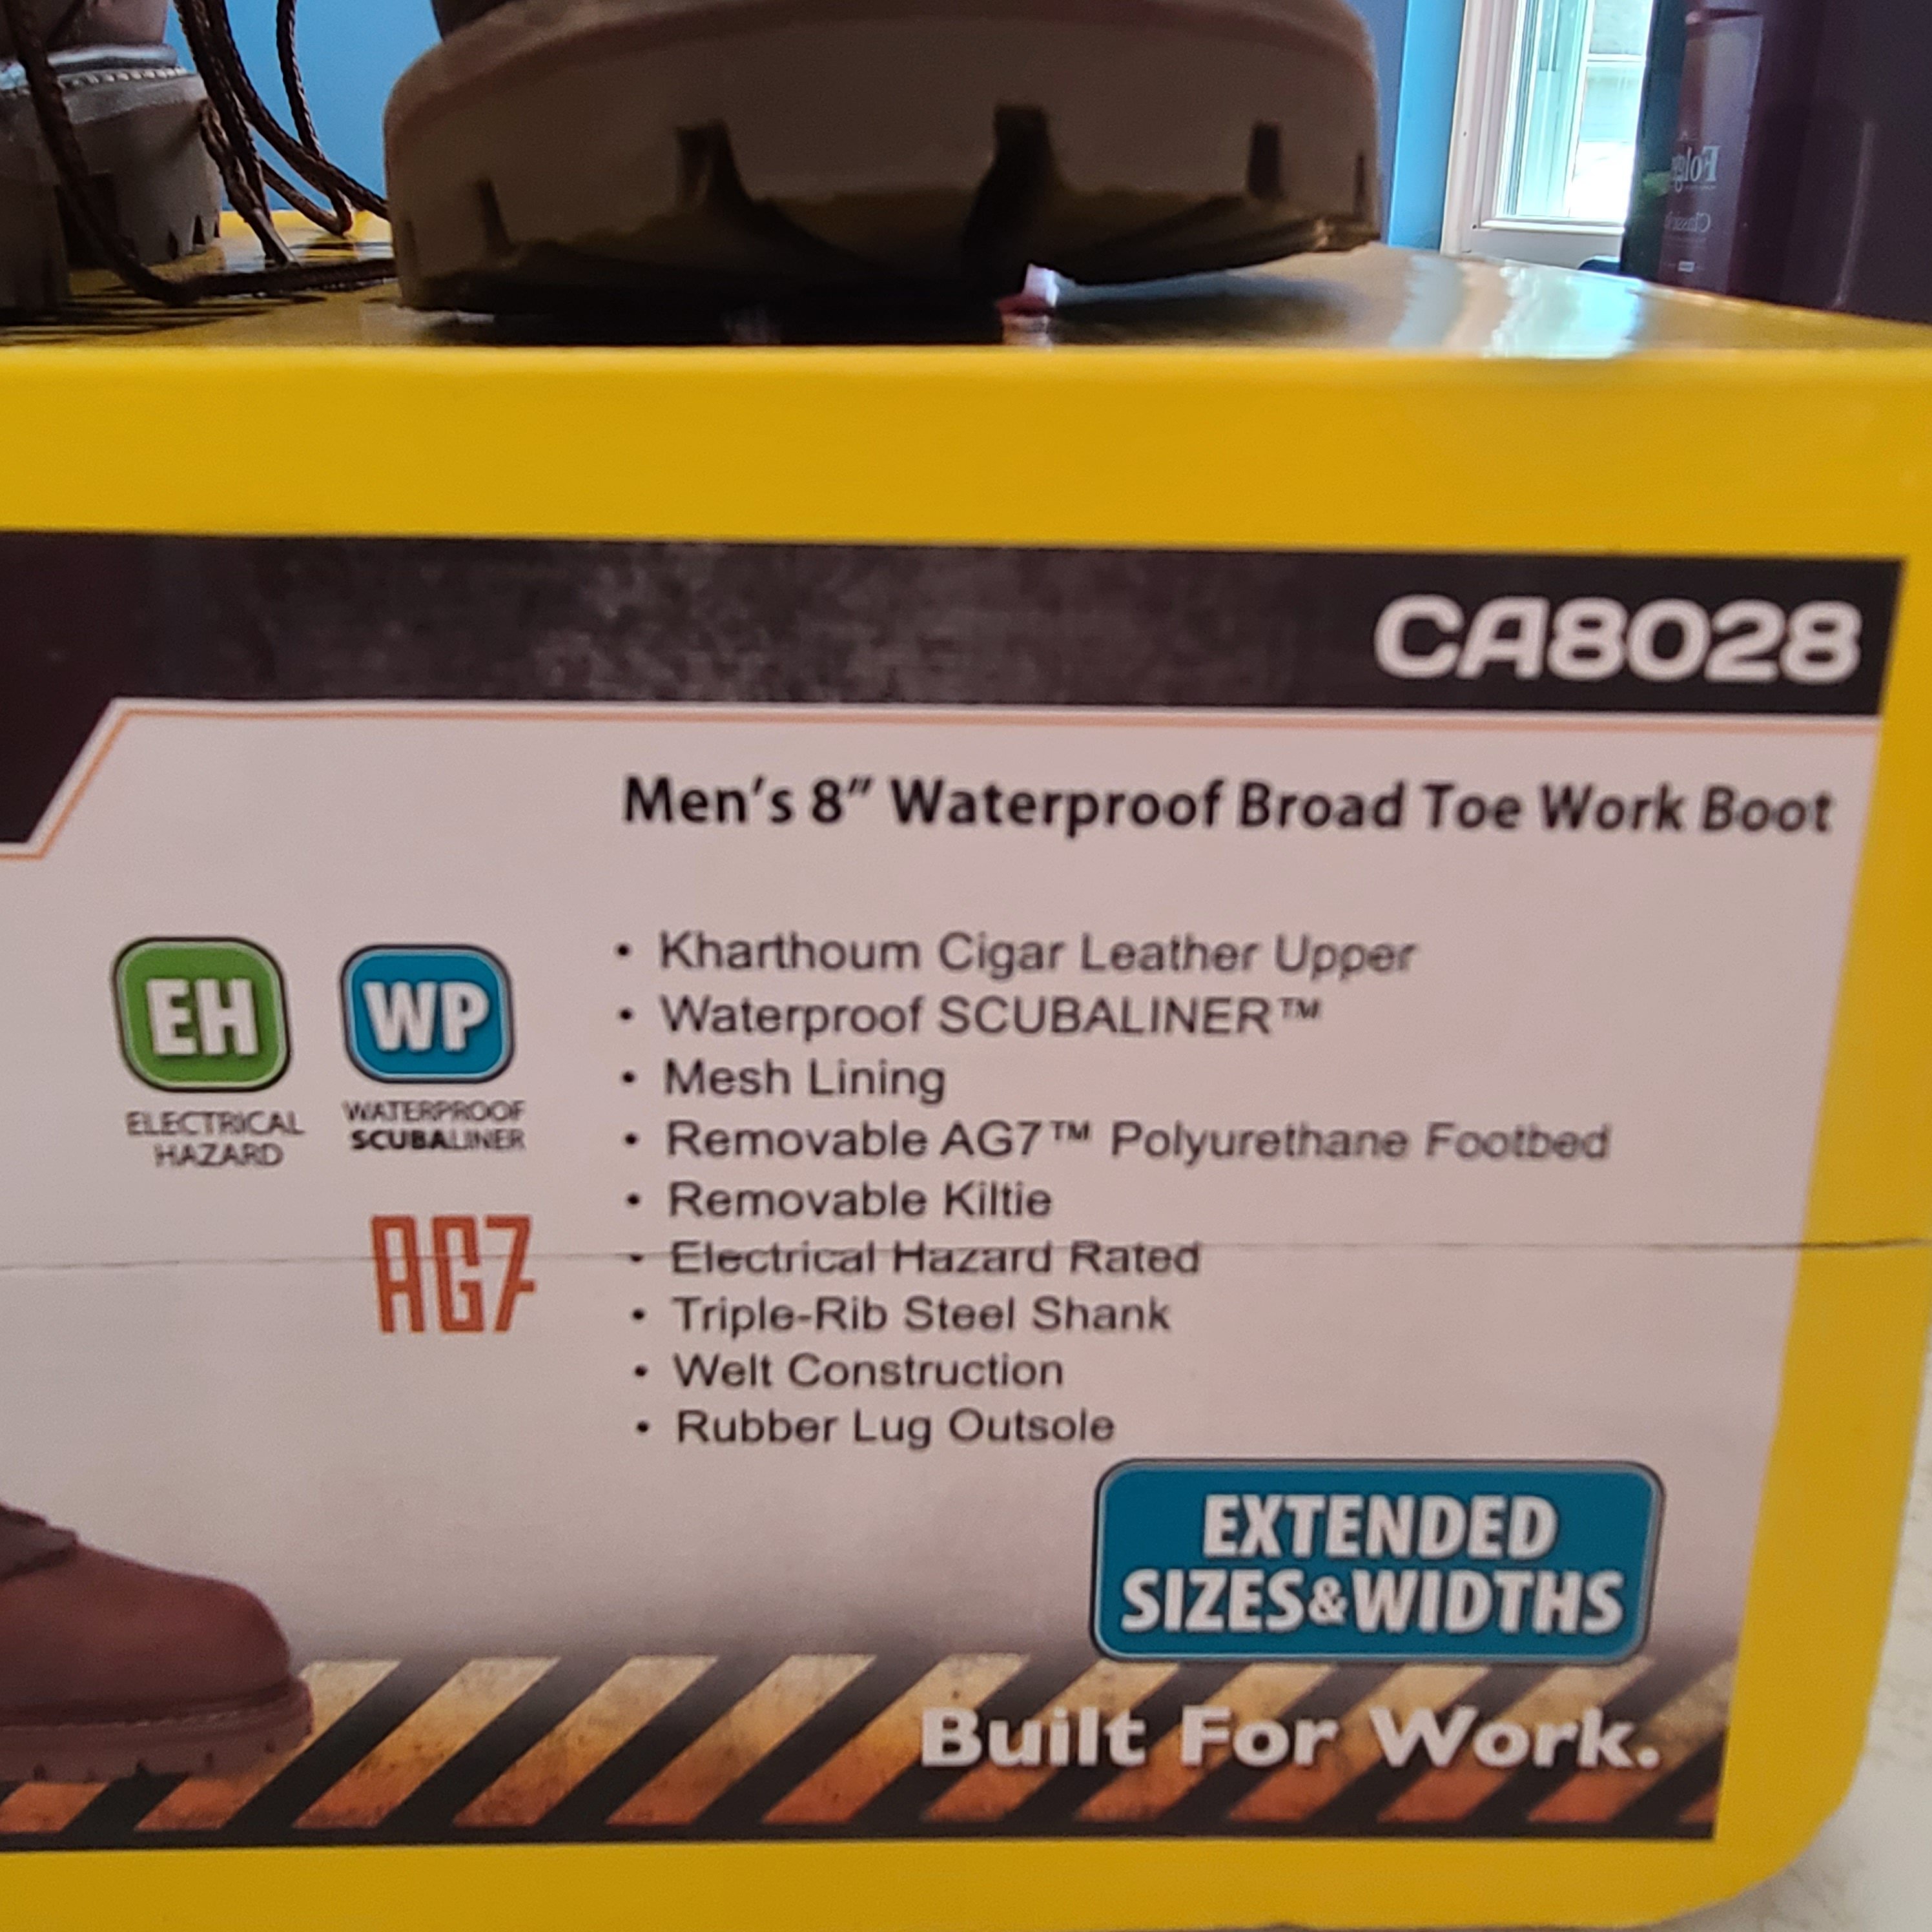 CA8028
Men's 8" Waterproof Broad Toe Work Boot
EH
ELECTRICAL
HAZARD
WP
WATERPROOF
SCUBALINER
AG7
• Kharthoum Cigar Leather Upper
• Waterproof SCUBALINER™
• Mesh Lining
• Removable AG7™ Polyurethane Footbed
• Removable Kiltie
• Electrical Hazard Rated
• Triple-Rib Steel Shank
• Welt Construction
• Rubber Lug Outsole
EXTENDED
SIZES&WIDTHS
Built For Work.